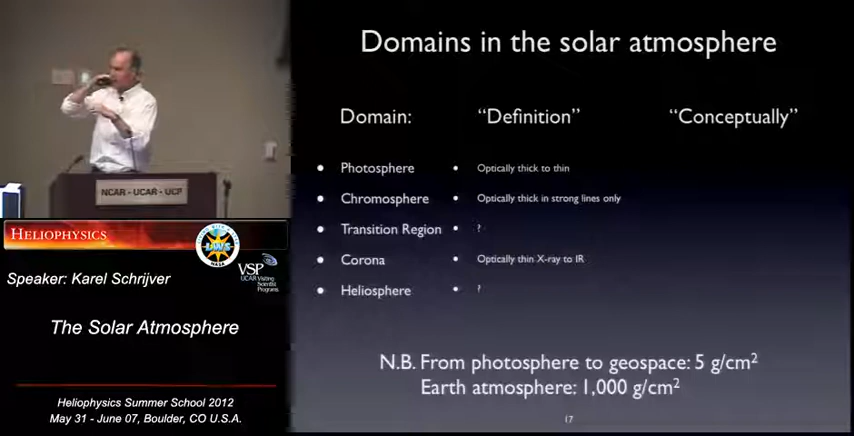 Domains in the solar atmosphere
Domain: "Definition" "Conceptually"
• Photosphere • Optically thick to thin
• Chromosphere • Optically thick in strong lines only
• Transition Region • ?
• Corona • Optically thin X-ray to IR
• Heliosphere • ?
N.B. From photosphere to geospace: 5 g/cm²
Earth atmosphere: 1,000 g/cm²
17
NCAR - UCAR - UCP
HELIOPHYSICS
LWS
NASA
VSP
UCAR Visiting
Scientist
Programs
Speaker: Karel Schrijver
The Solar Atmosphere
Heliophysics Summer School 2012
May 31 - June 07, Boulder, CO U.S.A.